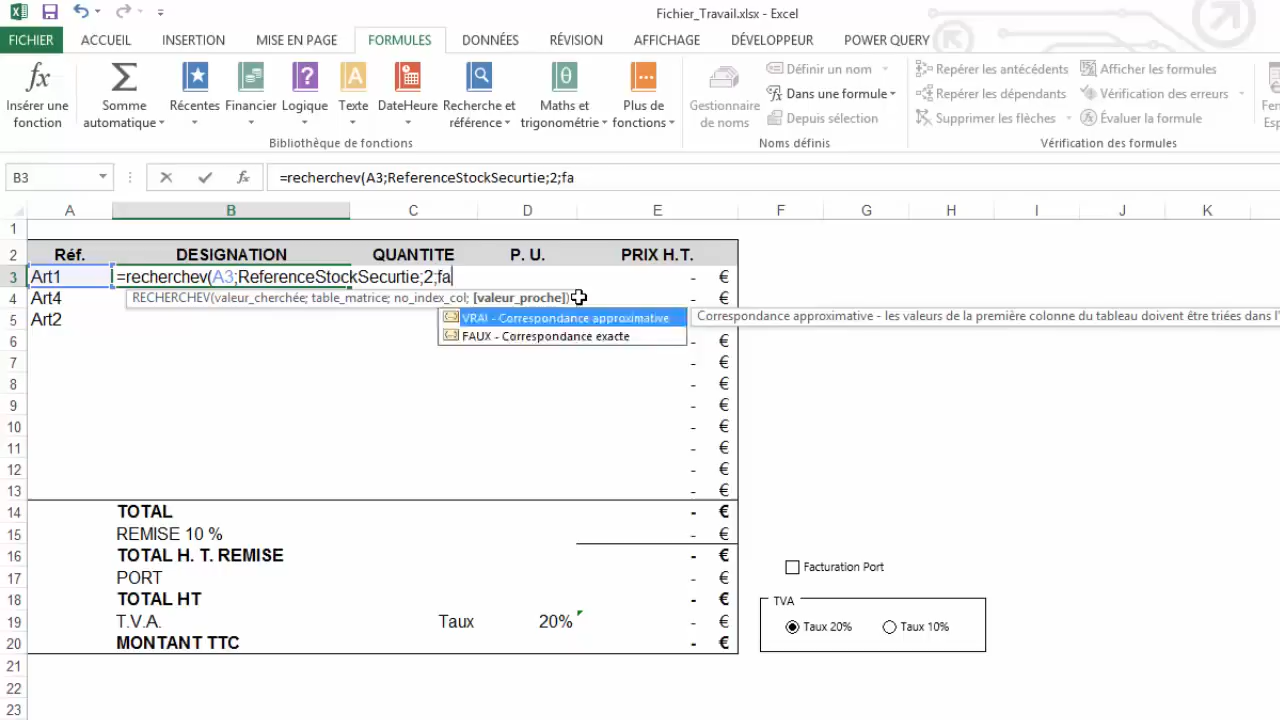 Fichier_Travail.xlsx - Excel
FICHIER ACCUEIL INSERTION MISE EN PAGE FORMULES DONNÉES RÉVISION AFFICHAGE DÉVELOPPEUR POWER QUERY
Insérer une fonction
Somme automatique
Récentes
Financier
Logique
Texte
DateHeure
Recherche et référence
Maths et trigonométrie
Plus de fonctions
Bibliothèque de fonctions
Gestionnaire de noms
Définir un nom
Dans une formule
Depuis sélection
Noms définis
Repérer les antécédents
Repérer les dépendants
Supprimer les flèches
Afficher les formules
Vérification des erreurs
Évaluer la formule
Vérification des formules
B3 fx =recherchev(A3;ReferenceStockSecurtie;2;fa
A B C D E F G H I J K
1
2 Réf. DESIGNATION QUANTITE P. U. PRIX H.T.
3 Art1 =recherchev(A3;ReferenceStockSecurtie;2;fa - €
RECHERCHEV(valeur_cherchée; table_matrice; no_index_col; [valeur_proche])
4 Art4
VRAI - Correspondance approximative
Correspondance approximative - les valeurs de la première colonne du tableau doivent être triées dans l'
5 Art2
FAUX - Correspondance exacte
6 - €
7 - €
8 - €
9 - €
10 - €
11 - €
12 - €
13 - €
14 TOTAL - €
15 REMISE 10 % - €
16 TOTAL H. T. REMISE - €
17 PORT - €
18 TOTAL HT - €
19 T.V.A. Taux 20% - €
20 MONTANT TTC - €
21
22
23
Facturation Port
TVA
Taux 20% Taux 10%